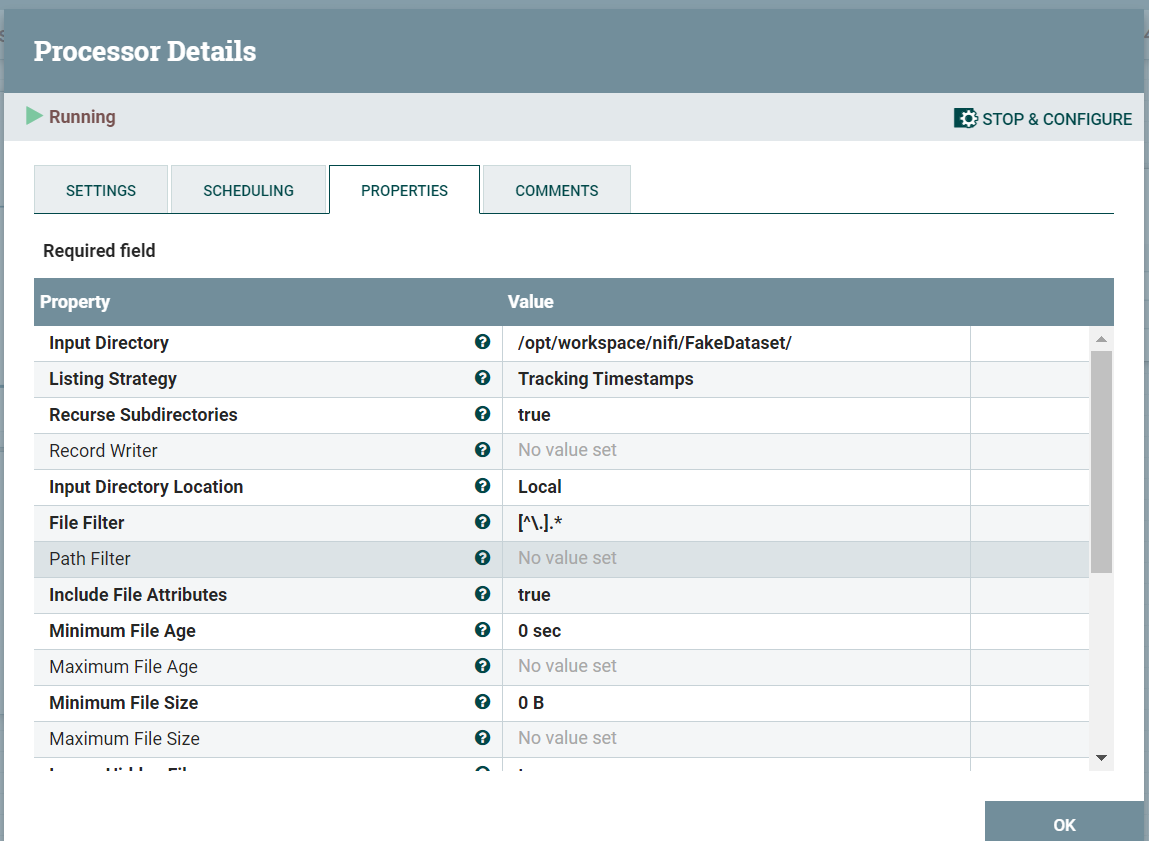 Processor Details
Running
STOP & CONFIGURE
SETTINGS SCHEDULING PROPERTIES COMMENTS
Required field
Property Value
Input Directory /opt/workspace/nifi/FakeDataset/
Listing Strategy Tracking Timestamps
Recurse Subdirectories true
Record Writer No value set
Input Directory Location Local
File Filter [^\.].*
Path Filter No value set
Include File Attributes true
Minimum File Age 0 sec
Maximum File Age No value set
Minimum File Size 0 B
Maximum File Size No value set
OK